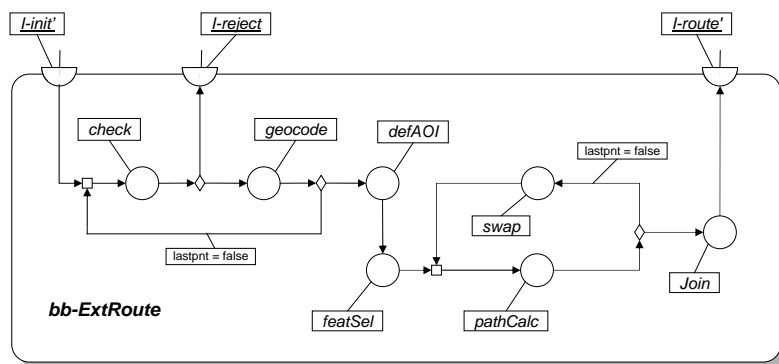 I-init'
I-reject
I-route'
check
geocode
defAOI
lastpnt = false
swap
lastpnt = false
bb-ExtRoute
featSel
pathCalc
Join